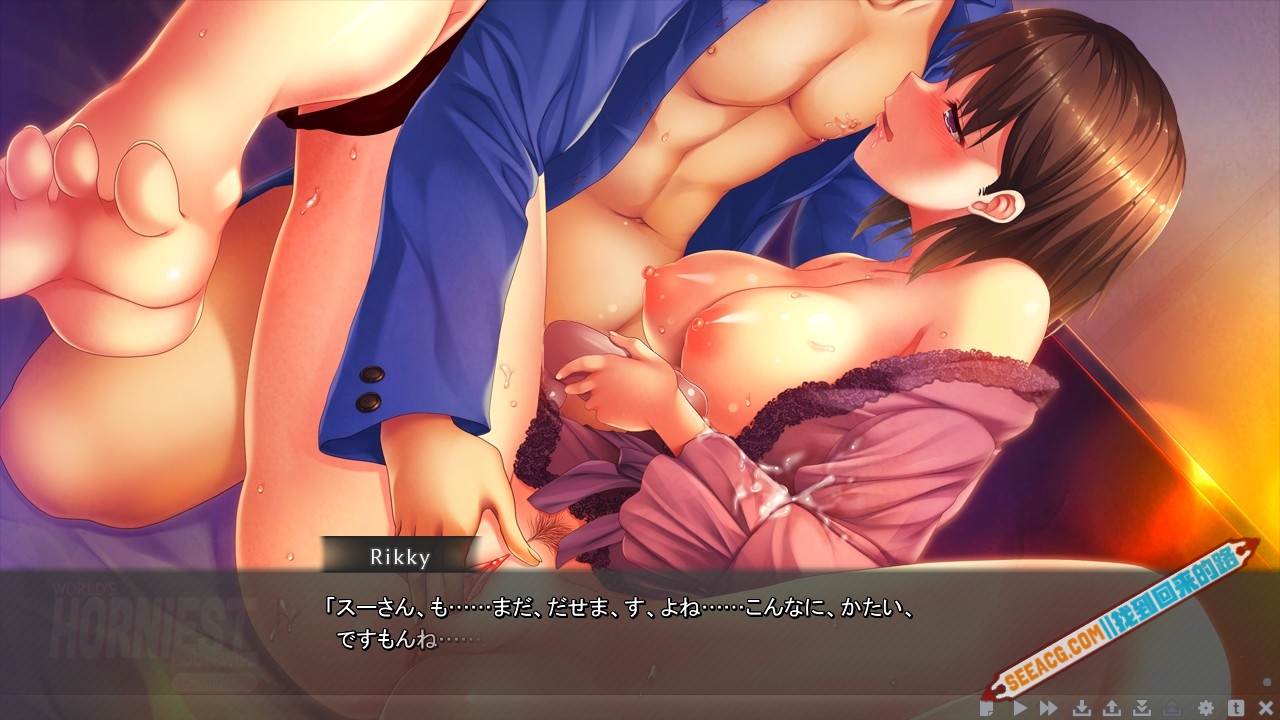 Rikky
「スーさん、も……まだ、だせま、す、よね……こんなに、かたい、
ですもんね……
WORLD'S
HORNIEST
SEEACG.COM||找到回来的路
t